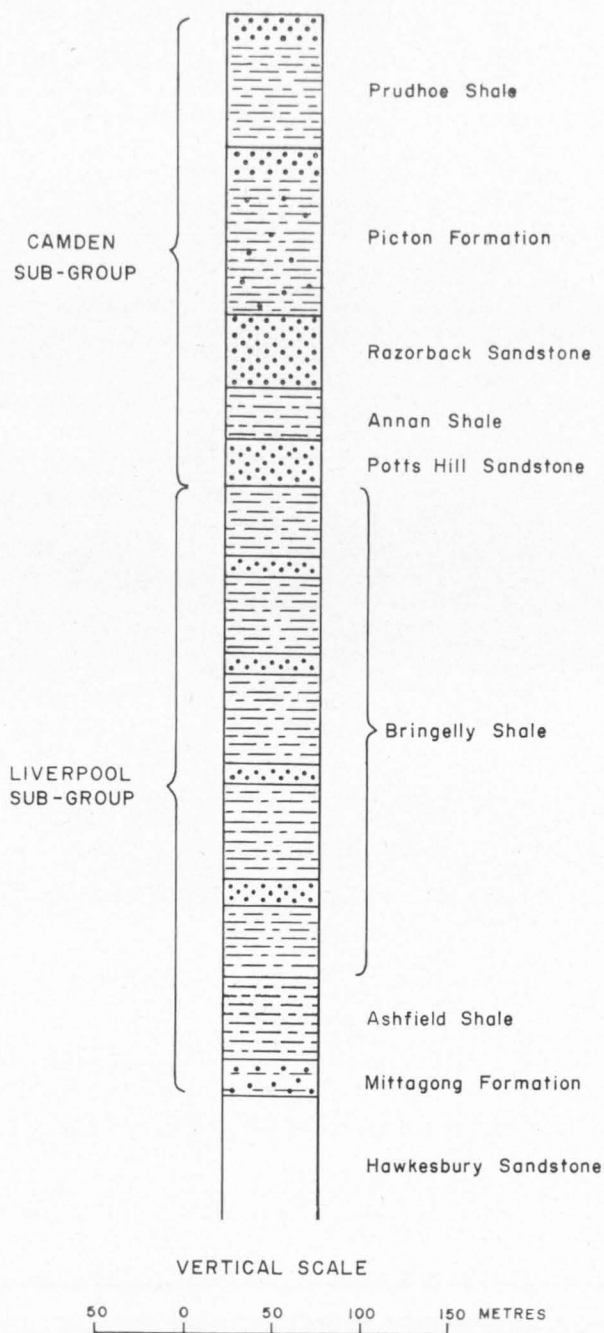 Prudhoe Shale
CAMDEN
SUB-GROUP
Picton Formation
Razorback Sandstone
Annan Shale
Potts Hill Sandstone
Bringelly Shale
LIVERPOOL
SUB-GROUP
Ashfield Shale
Mittagong Formation
Hawkesbury Sandstone
VERTICAL SCALE
50 0 50 100 150 METRES